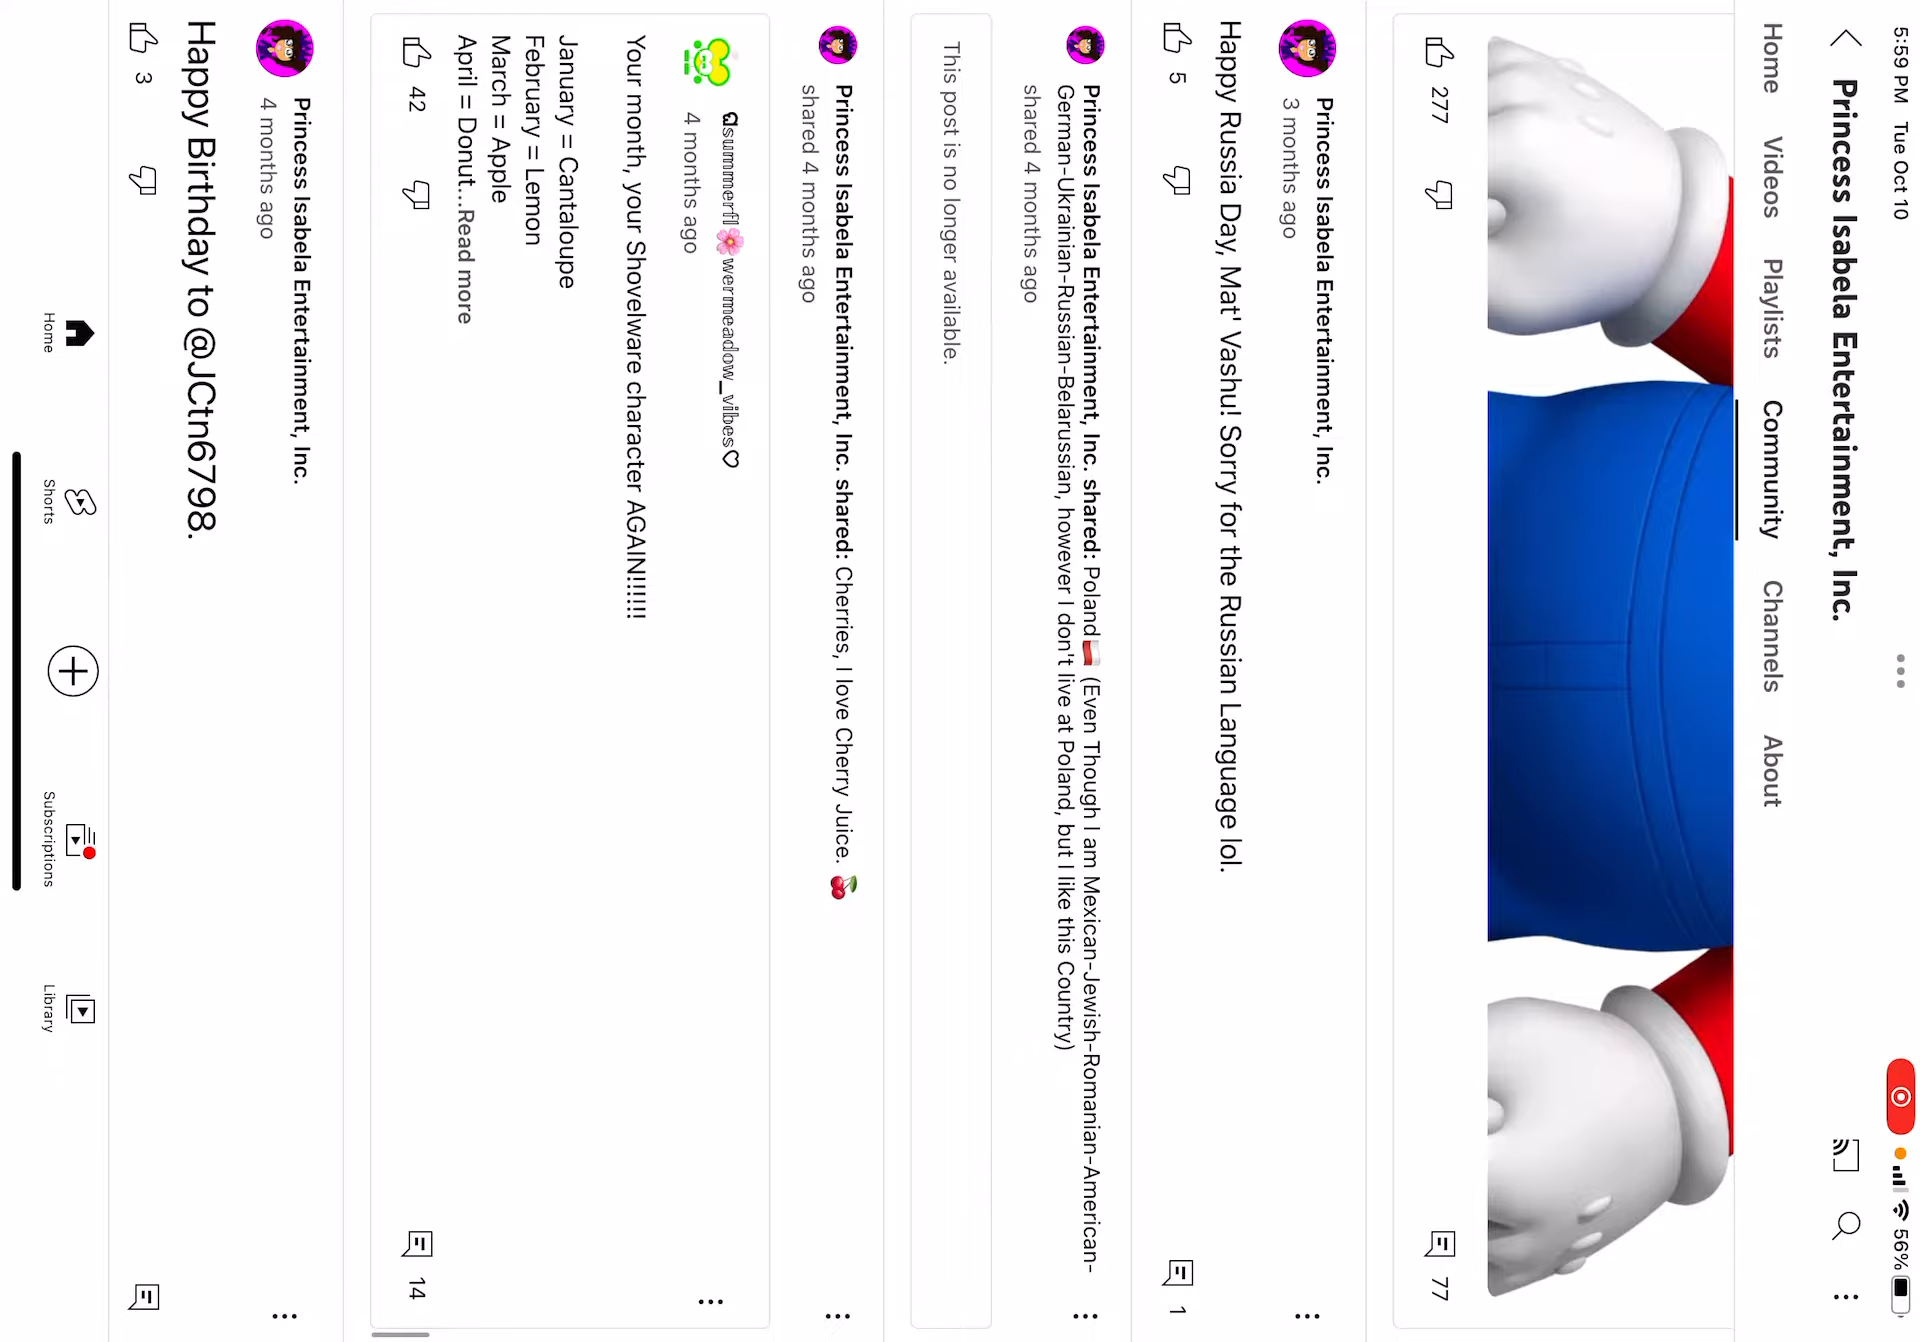 5:59 PM Tue Oct 10
56%
Princess Isabela Entertainment, Inc.
Home Videos Playlists Community Channels About
277 77
Princess Isabela Entertainment, Inc.
3 months ago
Happy Russia Day, Mat' Vashu! Sorry for the Russian Language lol.
5 1
Princess Isabela Entertainment, Inc. shared: Poland🇵🇱 (Even Though I am Mexican-Jewish-Romanian-American-
German-Ukrainian-Russian-Belarussian, however I don't live at Poland, but I like this Country)
shared 4 months ago
This post is no longer available.
Princess Isabela Entertainment, Inc. shared: Cherries, I love Cherry Juice. 🍒
shared 4 months ago
𝕤𝕦𝕞𝕞𝕖𝕣𝕗𝕝🌸𝕨𝕖𝕣𝕞𝕖𝕒𝕕𝕠𝕨_𝕧𝕚𝕓𝕖𝕤♡
4 months ago
Your month, your Shovelware character AGAIN!!!!!!
January = Cantaloupe
February = Lemon
March = Apple
April = Donut...Read more
42 14
Princess Isabela Entertainment, Inc.
4 months ago
Happy Birthday to @JCtn6798.
3
Home Shorts Subscriptions Library